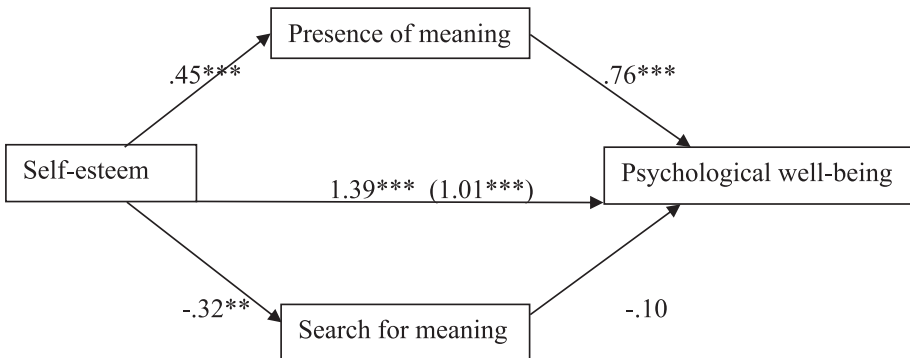 Presence of meaning
.45***
.76***
Self-esteem
Psychological well-being
1.39*** (1.01***)
-.32**
-.10
Search for meaning